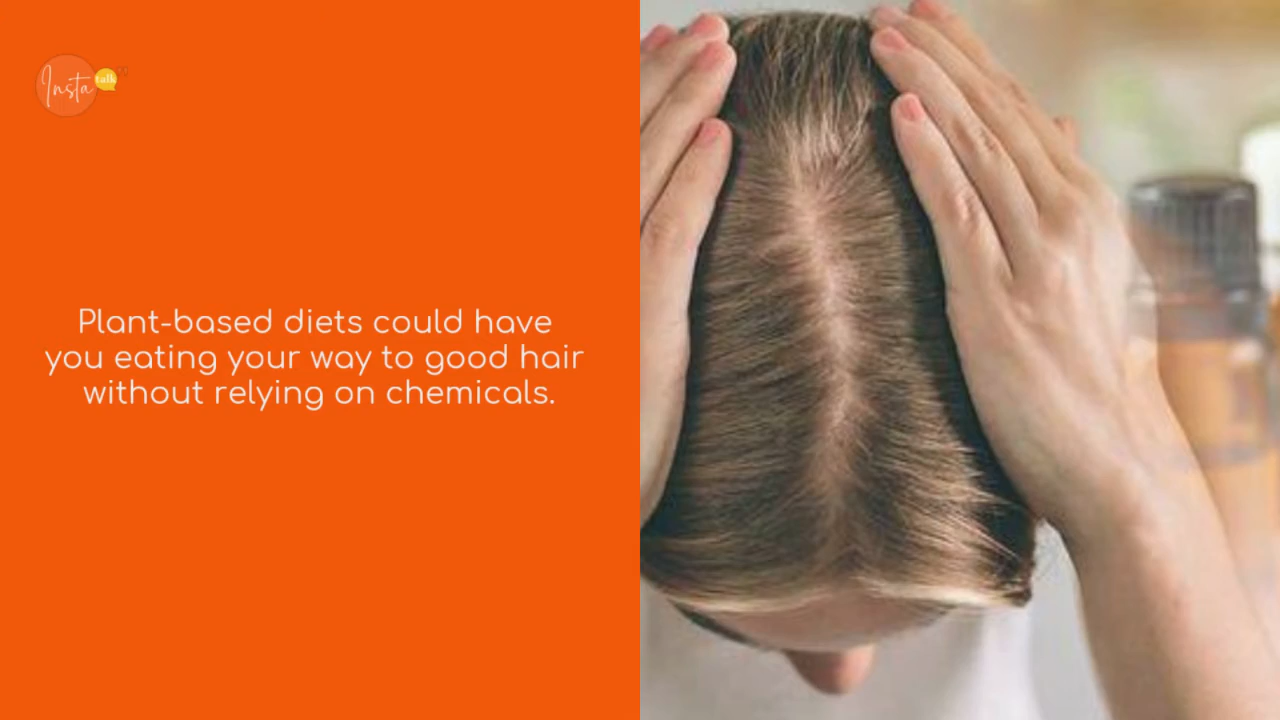 Insta talk
Plant-based diets could have
you eating your way to good hair
without relying on chemicals.